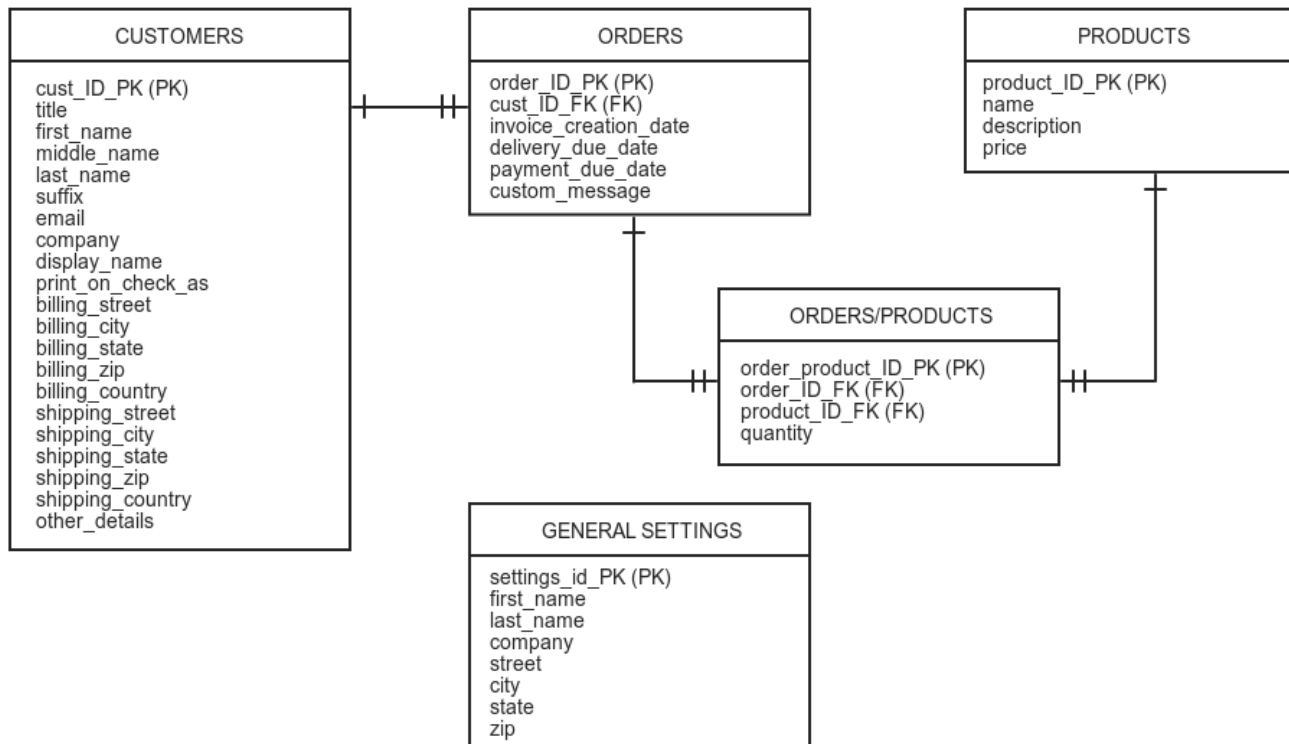 CUSTOMERS
cust_ID_PK (PK)
title
first_name
middle_name
last_name
suffix
email
company
display_name
print_on_check_as
billing_street
billing_city
billing_state
billing_zip
billing_country
shipping_street
shipping_city
shipping_state
shipping_zip
shipping_country
other_details
ORDERS
order_ID_PK (PK)
cust_ID_FK (FK)
invoice_creation_date
delivery_due_date
payment_due_date
custom_message
PRODUCTS
product_ID_PK (PK)
name
description
price
ORDERS/PRODUCTS
order_product_ID_PK (PK)
order_ID_FK (FK)
product_ID_FK (FK)
quantity
GENERAL SETTINGS
settings_id_PK (PK)
first_name
last_name
company
street
city
state
zip